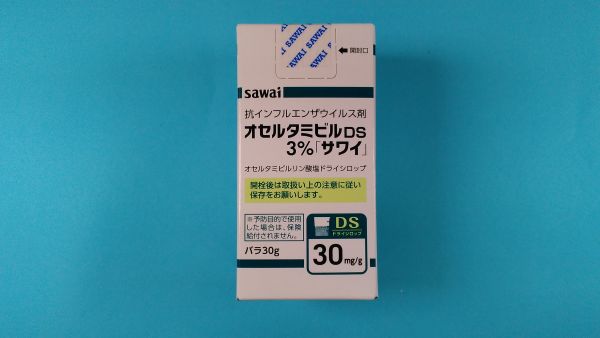 SAWAI SAWAI SAWAI
SAWAI SAWAI
←開封口
sawai
抗インフルエンザウイルス剤
オセルタミビルDS
3%「サワイ」
オセルタミビルリン酸塩ドライシロップ
開栓後は取扱い上の注意に従い
保存をお願いします。
※予防目的で使用
した場合は、保険
給付されません。
バラ30g
DS
ドライシロップ
30mg/g